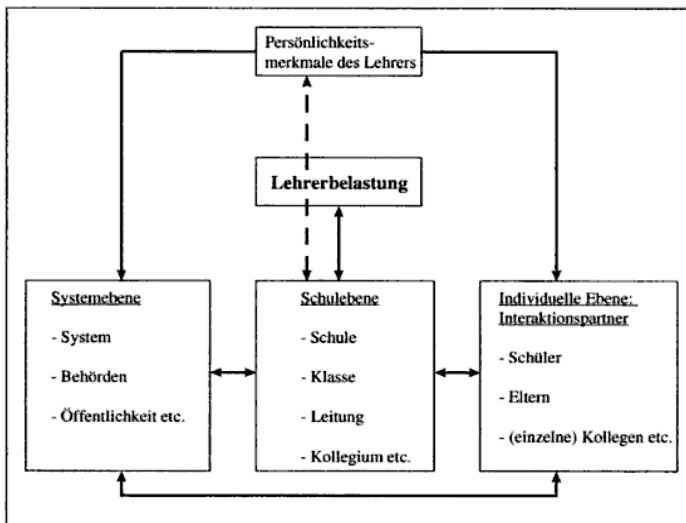 Persönlichkeits-
merkmale des Lehrers
Lehrerbelastung
Systemebene
- System
- Behörden
- Öffentlichkeit etc.
Schulebene
- Schule
- Klasse
- Leitung
- Kollegium etc.
Individuelle Ebene:
Interaktionspartner
- Schüler
- Eltern
- (einzelne) Kollegen etc.